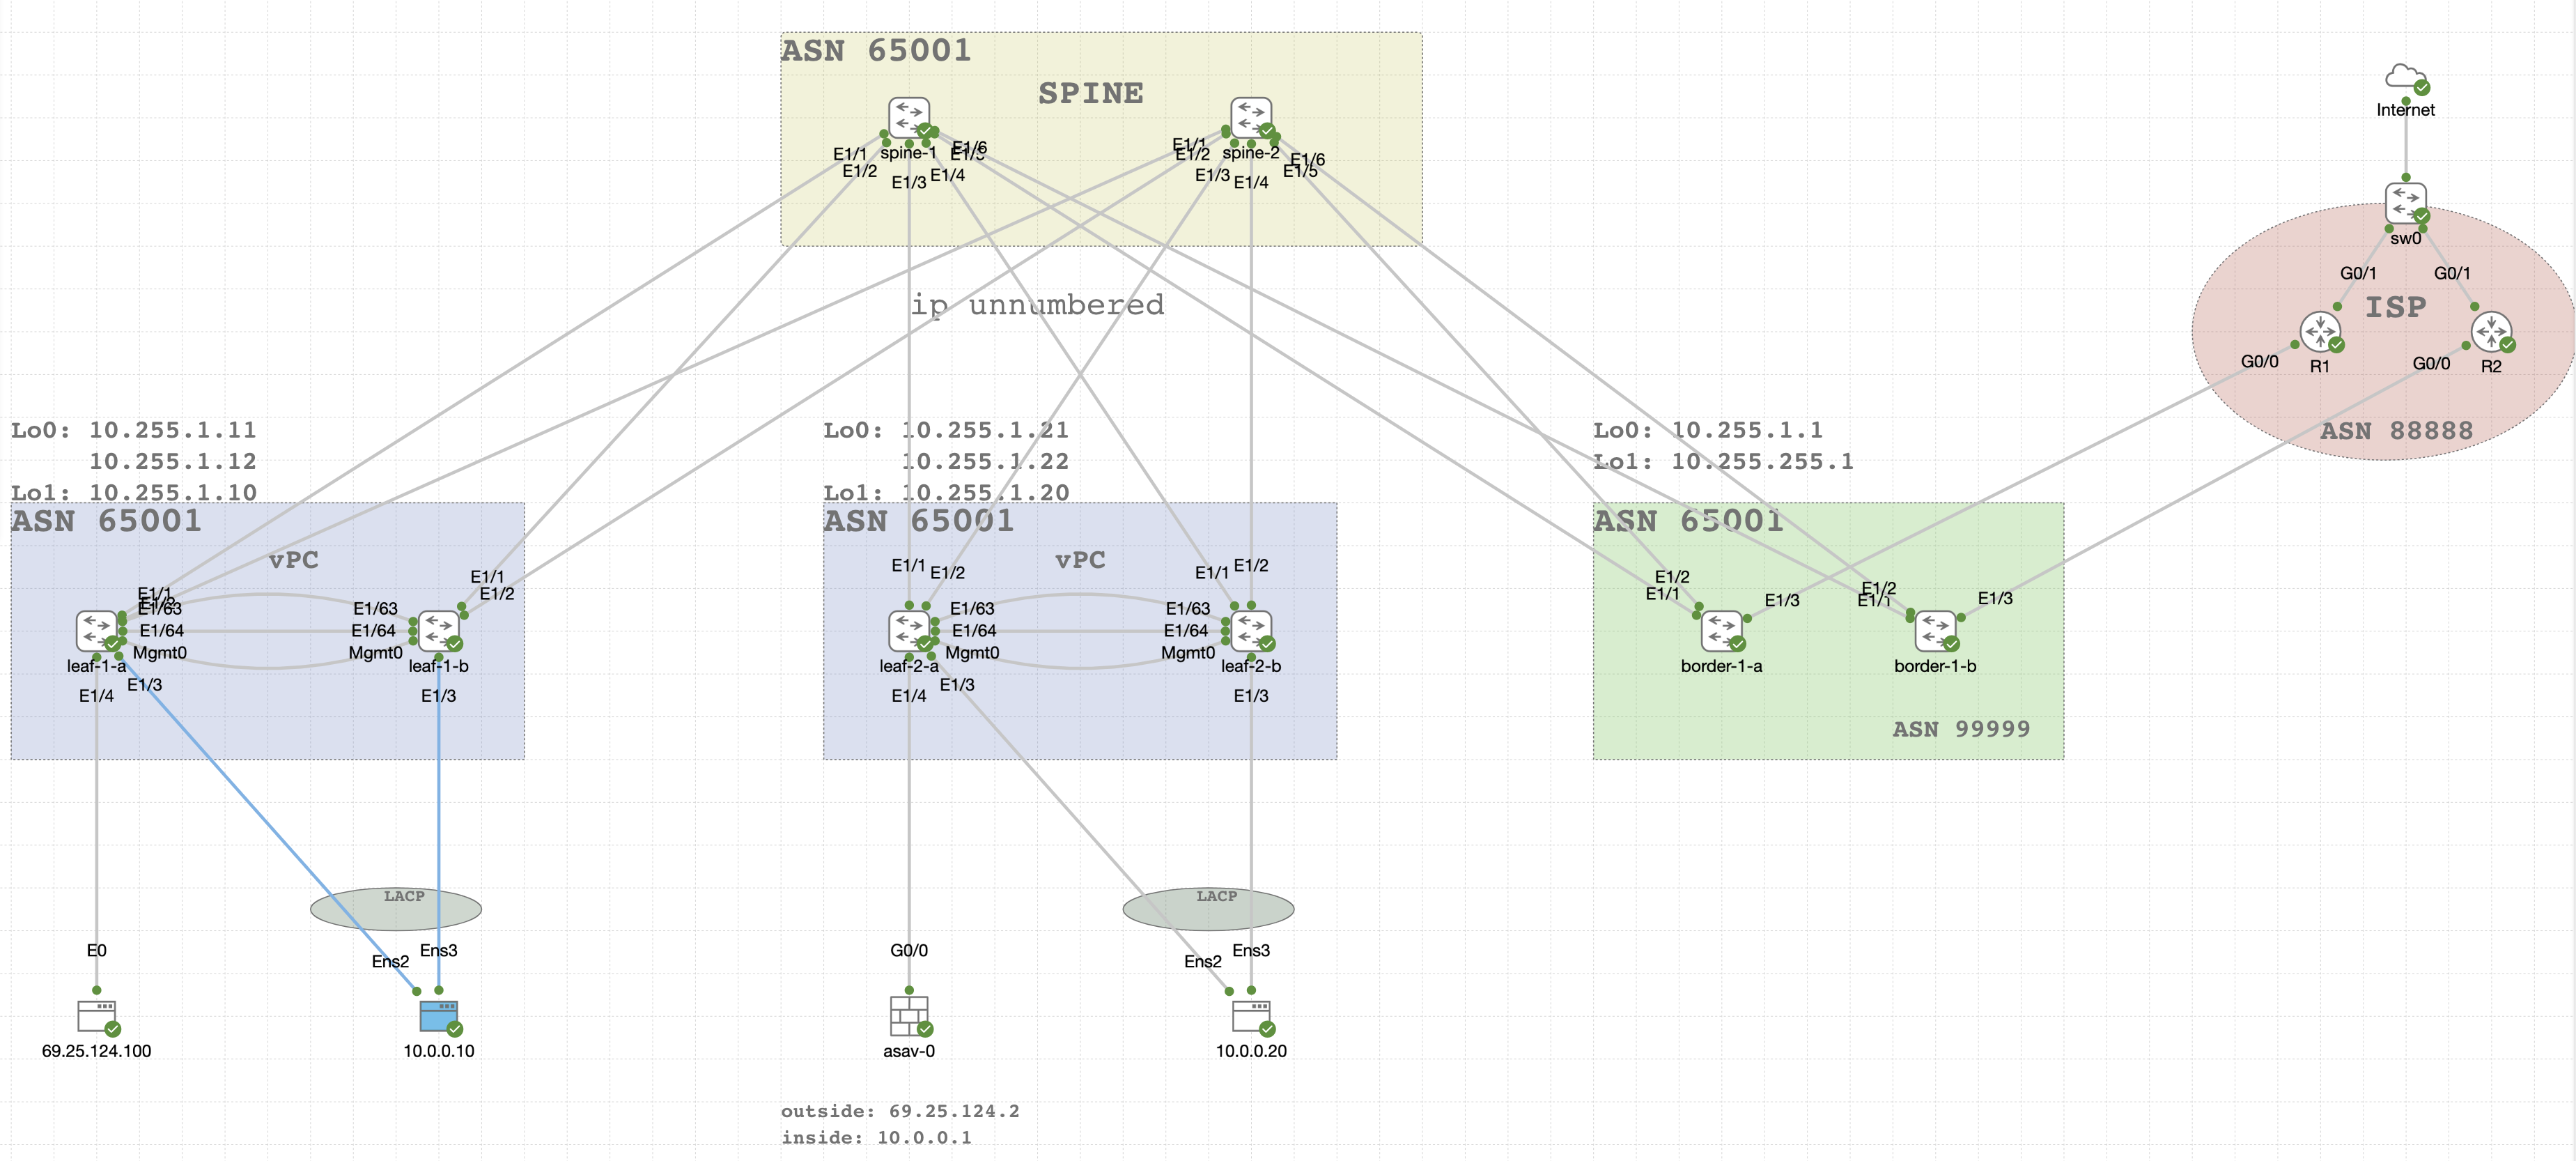 ASN 65001
SPINE
spine-1
E1/1
E1/2
E1/3
E1/4
E1/5
E1/6
spine-2
E1/1
E1/2
E1/3
E1/4
E1/5
E1/6
Internet
sw0
G0/1
G0/1
ISP
G0/0
R1
G0/0
R2
ASN 88888
ip unnumbered
Lo0: 10.255.1.11
10.255.1.12
Lo1: 10.255.1.10
ASN 65001
vPC
E1/1
E1/63
E1/64
Mgmt0
leaf-1-a
E1/3
E1/4
E1/1
E1/2
E1/63
E1/64
Mgmt0
leaf-1-b
E1/3
Lo0: 10.255.1.21
10.255.1.22
Lo1: 10.255.1.20
ASN 65001
vPC
E1/1
E1/2
E1/63
E1/64
Mgmt0
leaf-2-a
E1/3
E1/4
E1/1
E1/2
E1/63
E1/64
Mgmt0
leaf-2-b
E1/3
Lo0: 10.255.1.1
Lo1: 10.255.255.1
ASN 65001
E1/2
E1/1
E1/3
border-1-a
E1/2
E1/1
E1/3
border-1-b
ASN 99999
LACP
E0
Ens2
Ens3
69.25.124.100
10.0.0.10
LACP
G0/0
Ens2
Ens3
asav-0
10.0.0.20
outside: 69.25.124.2
inside: 10.0.0.1